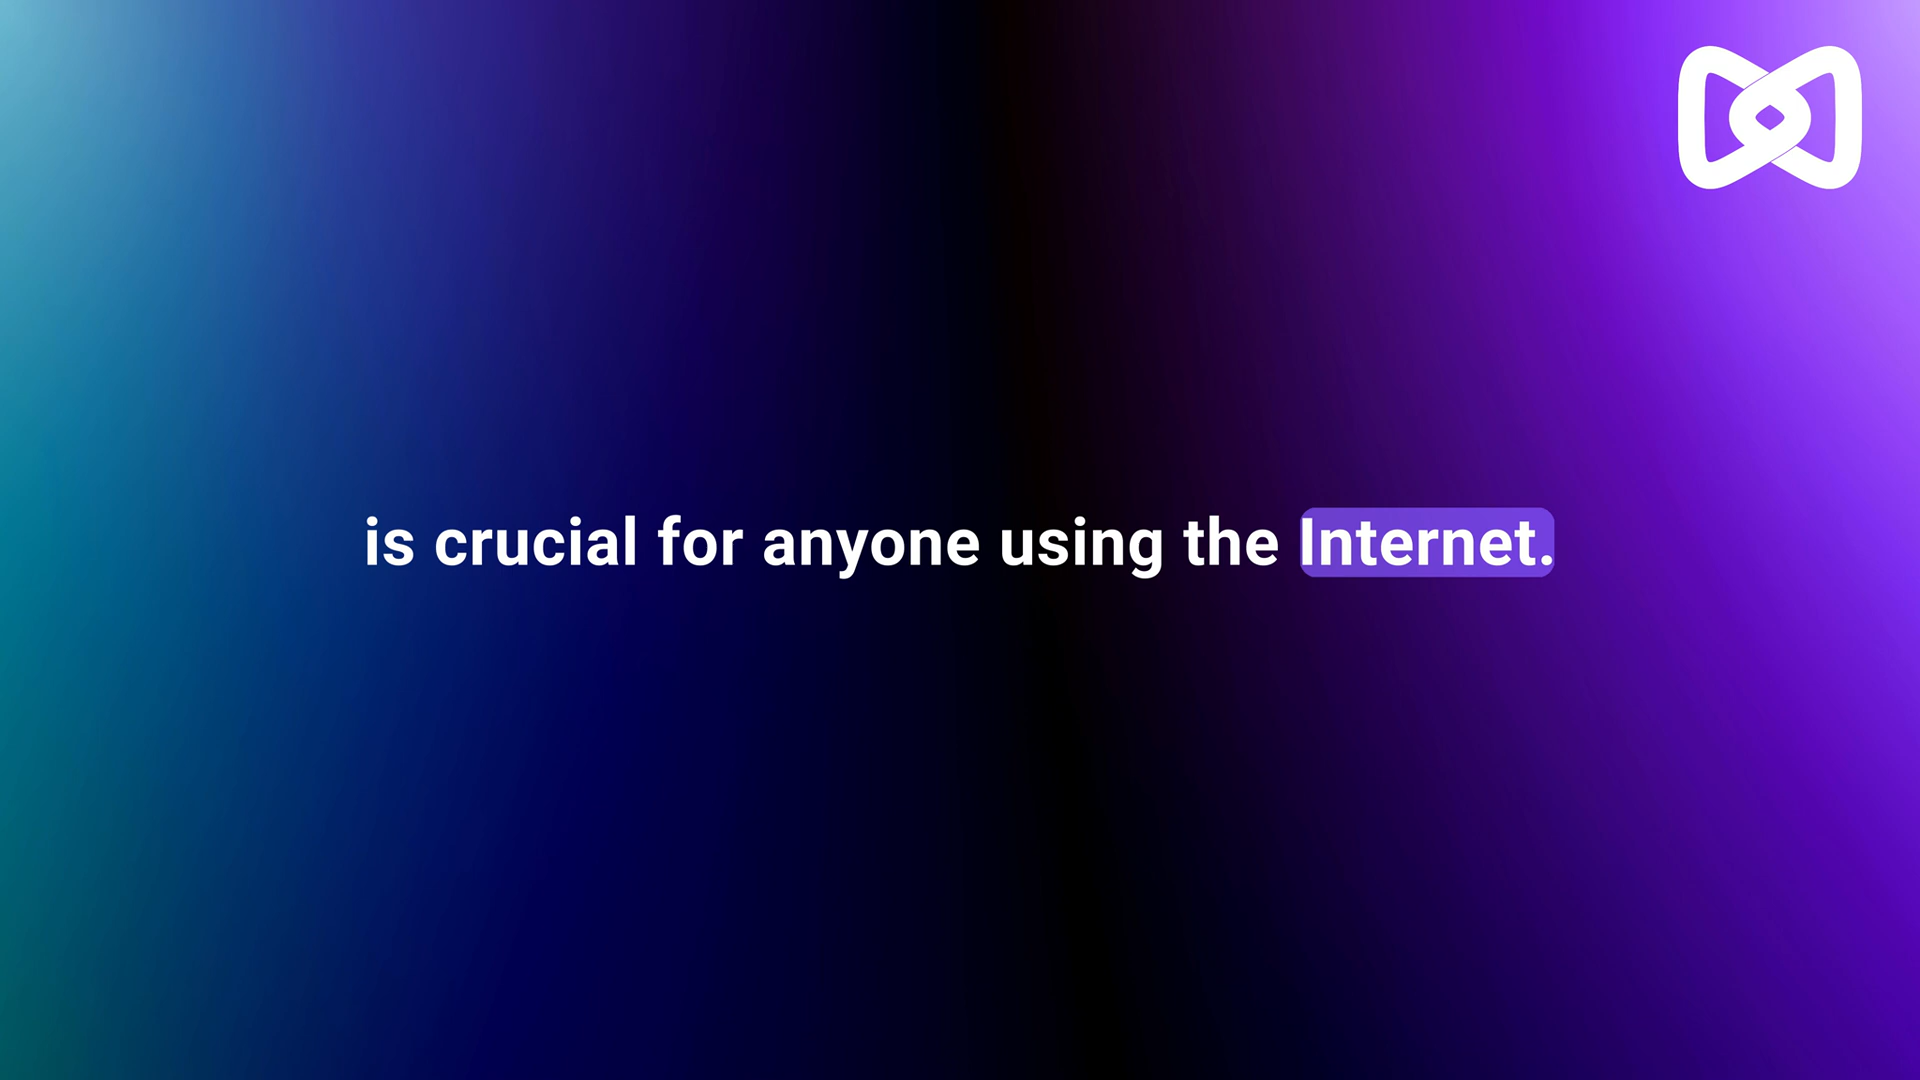 is crucial for anyone using the Internet.